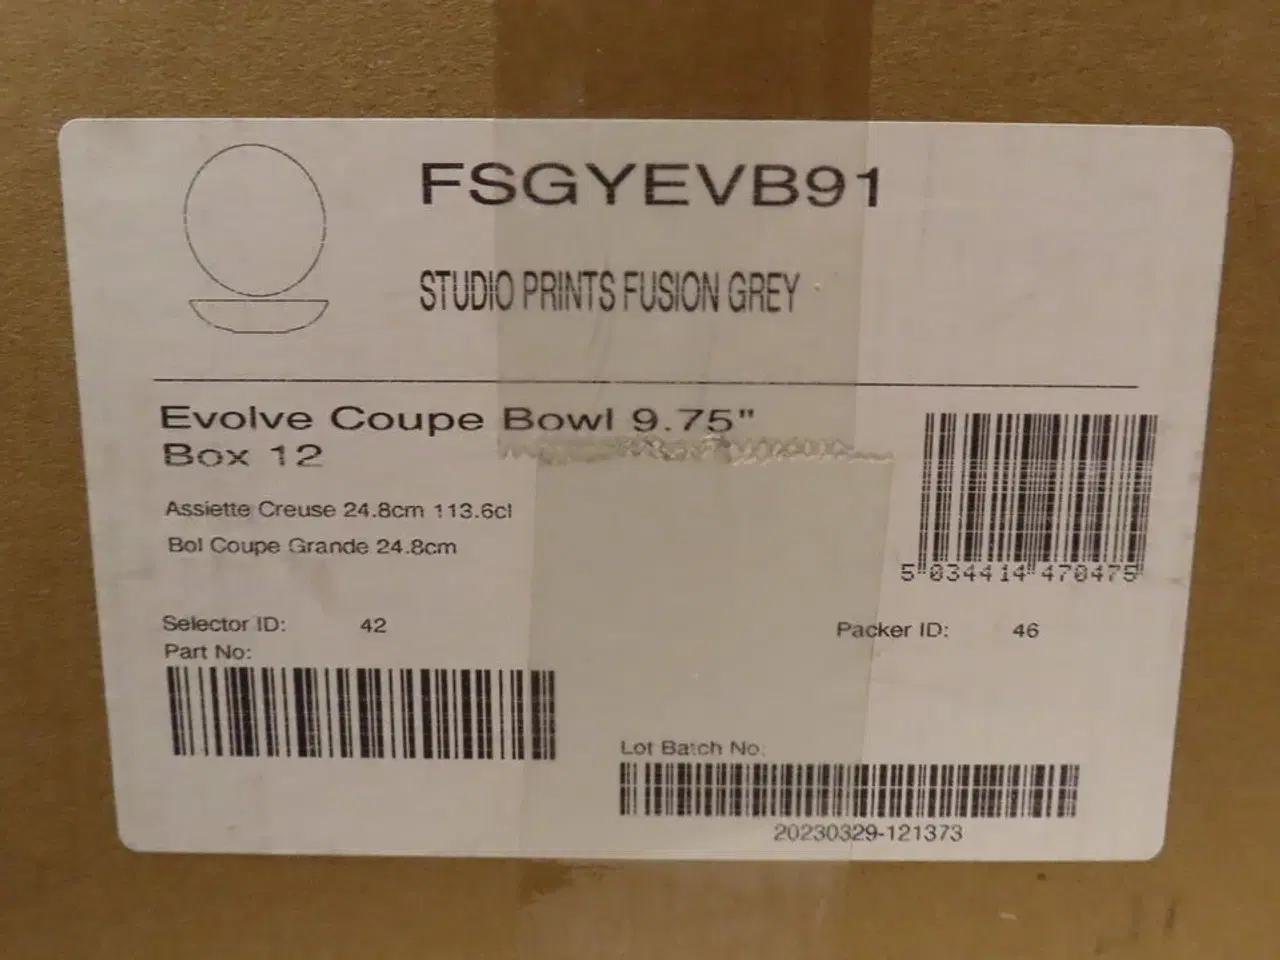 FSGYEVB91
STUDIO PRINTS FUSION GREY
Evolve Coupe Bowl 9.75"
Box 12
Assiette Creuse 24.8cm 113.6cl
Bol Coupe Grande 24.8cm
5 034414 470475
Selector ID: 42
Packer ID: 46
Part No:
Lot Batch No:
20230329-121373